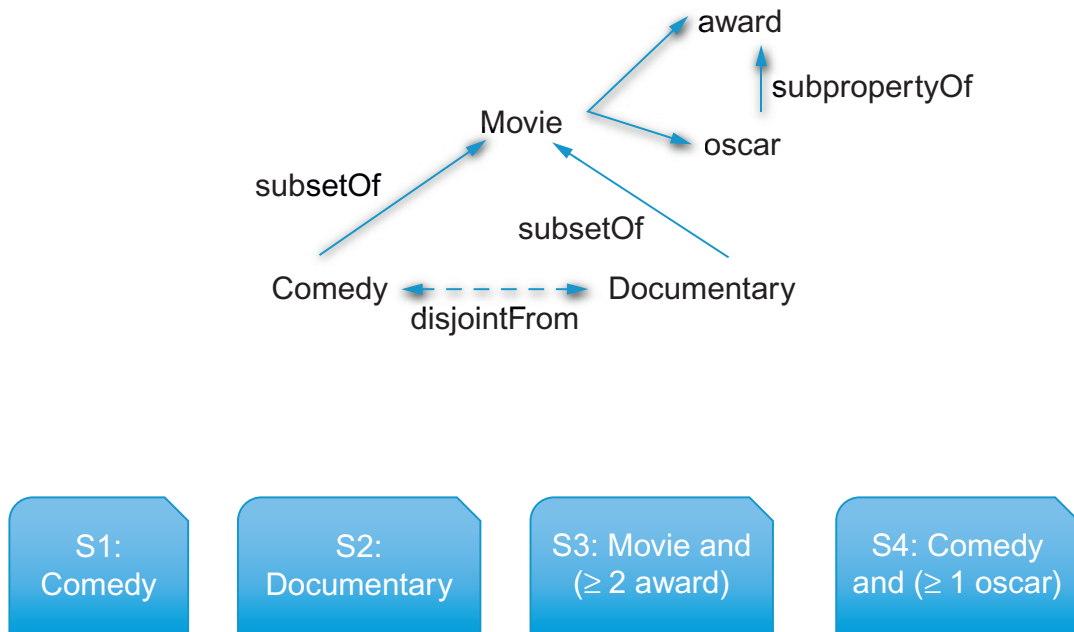 award
subpropertyOf
Movie
oscar
subsetOf
subsetOf
Comedy
Documentary
disjointFrom
S1:
Comedy
S2:
Documentary
S3: Movie and
(≥ 2 award)
S4: Comedy
and (≥ 1 oscar)